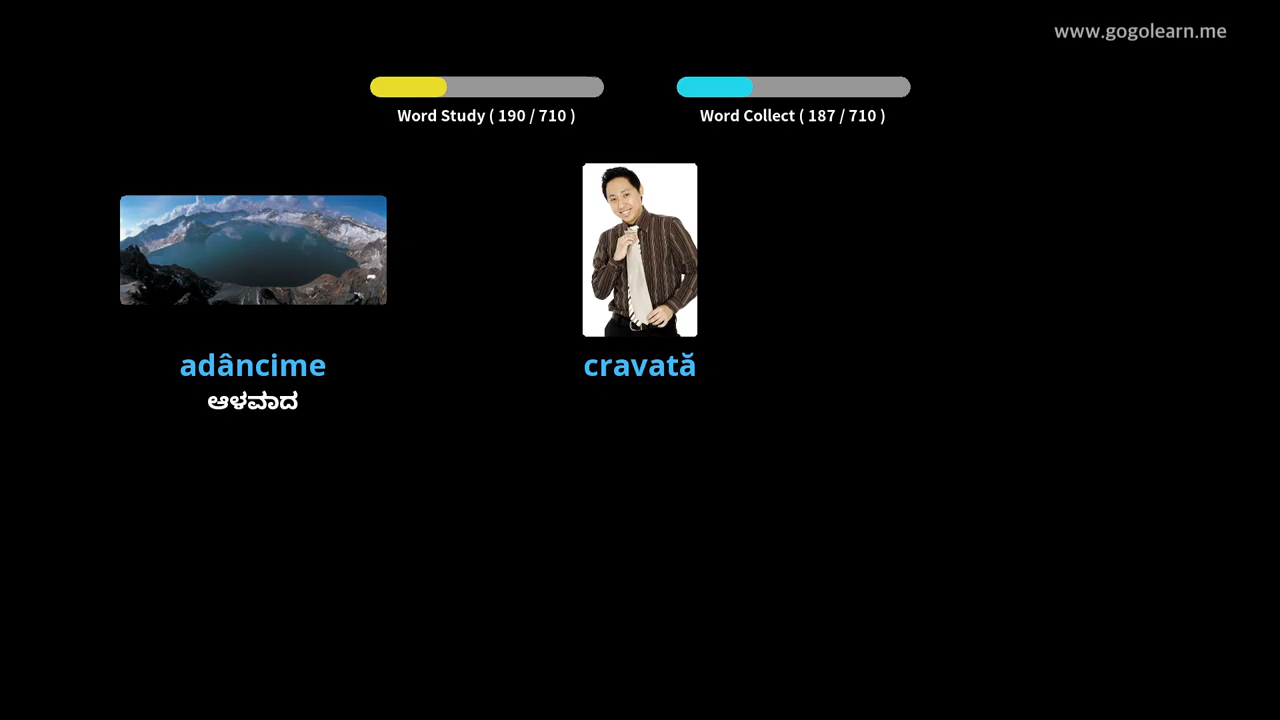 www.gogolearn.me
Word Study ( 190 / 710 )
Word Collect ( 187 / 710 )
adâncime
ಆಳವಾದ
cravată